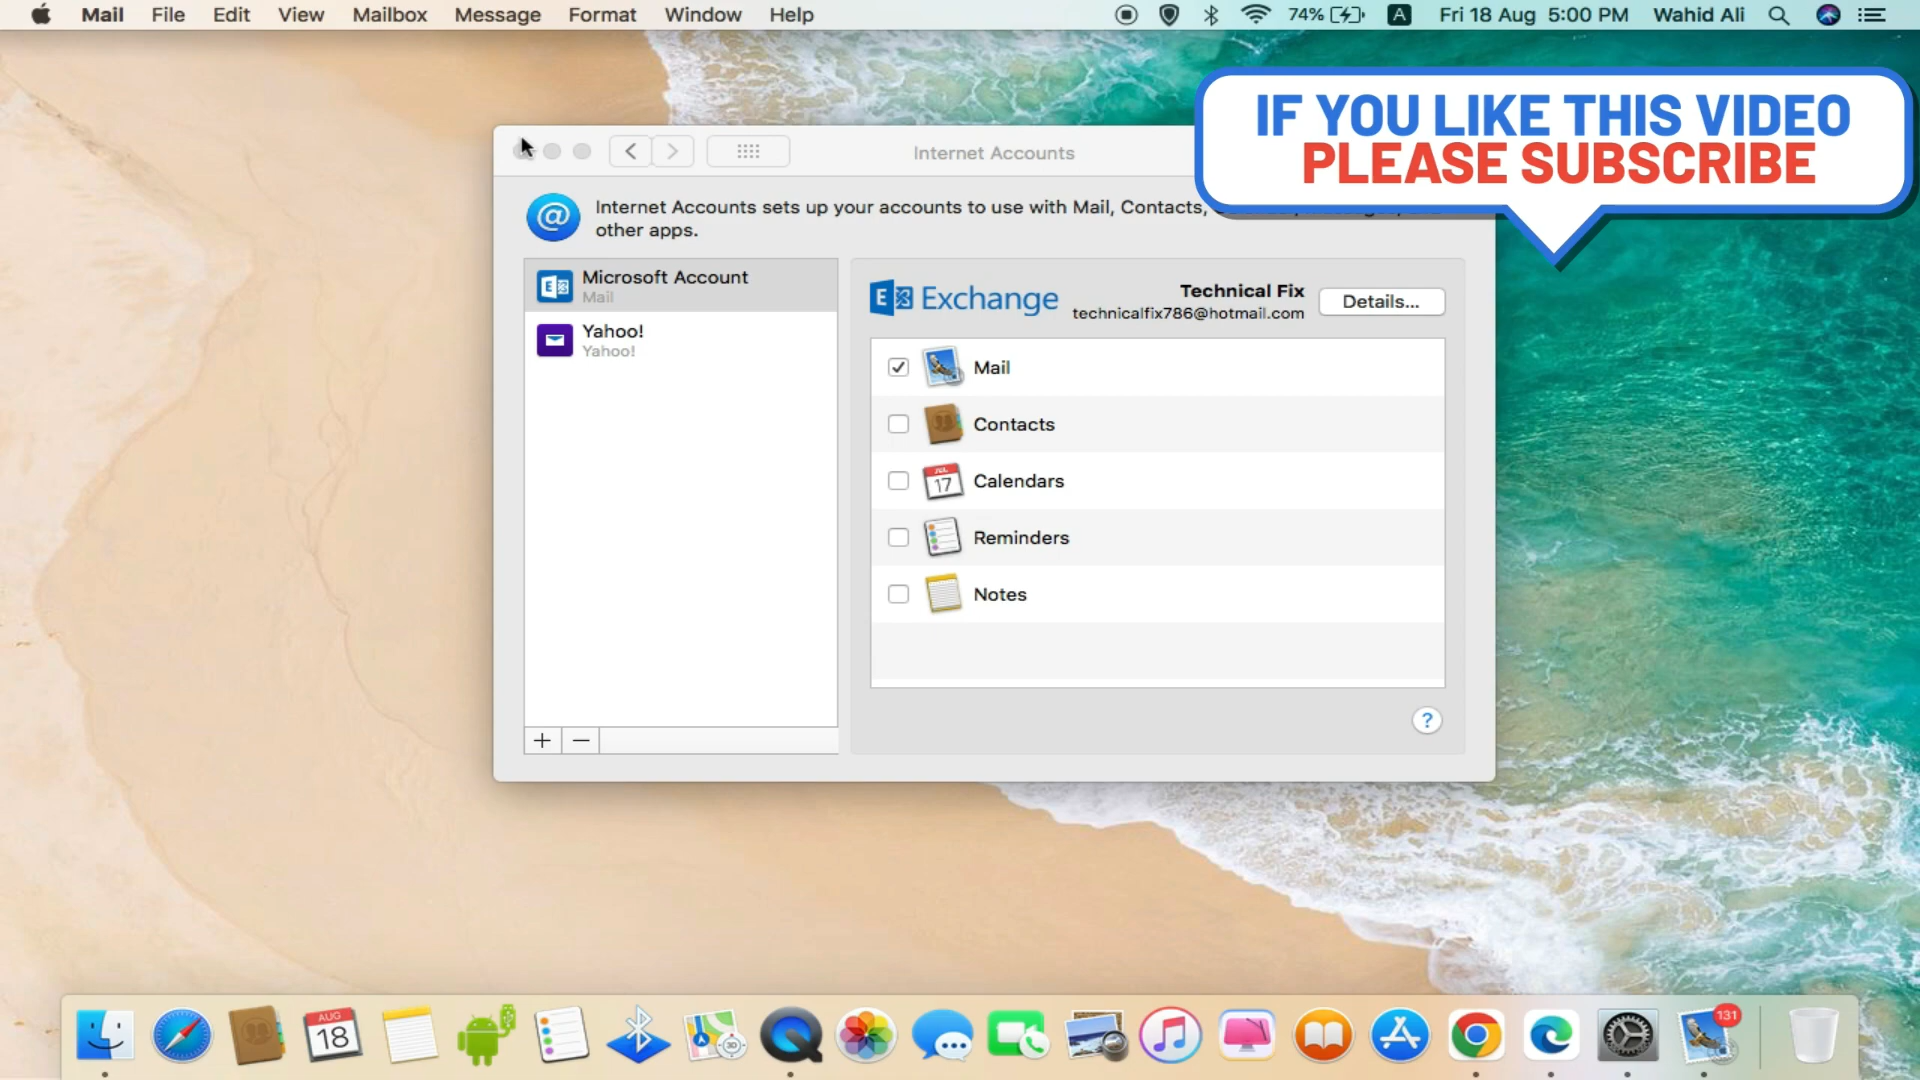 Mail File Edit View Mailbox Message Format Window Help 74% A Fri 18 Aug 5:00 PM Wahid Ali
IF YOU LIKE THIS VIDEO
PLEASE SUBSCRIBE
Internet Accounts
Internet Accounts sets up your accounts to use with Mail, Contacts,
other apps.
Microsoft Account
Mail
Yahoo!
Yahoo!
E Exchange
Technical Fix
technicalfix786@hotmail.com
Details...
Mail
Contacts
JUL
17
Calendars
Reminders
Notes
+ −
?
AUG
18
3D
131